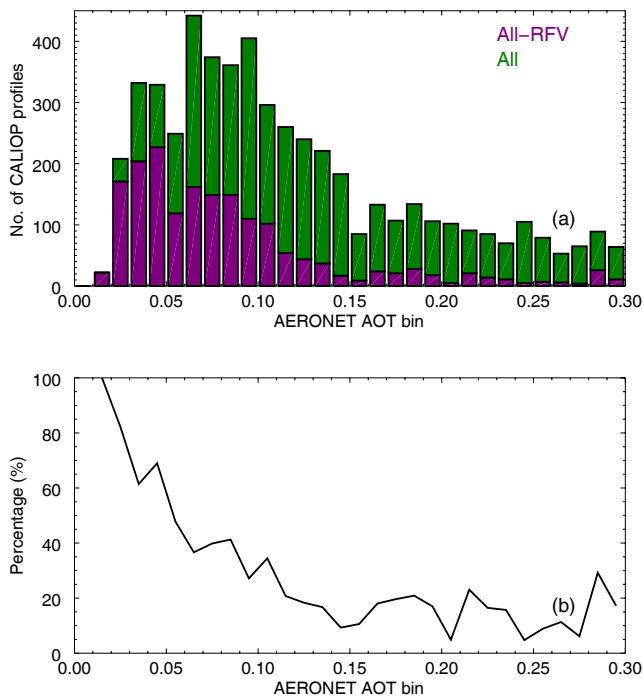 All-RFV
All
400
300
200
100
0
No. of CALIOP profiles
(a)
0.00 0.05 0.10 0.15 0.20 0.25 0.30
AERONET AOT bin
100
80
60
40
20
0
Percentage (%)
(b)
0.00 0.05 0.10 0.15 0.20 0.25 0.30
AERONET AOT bin